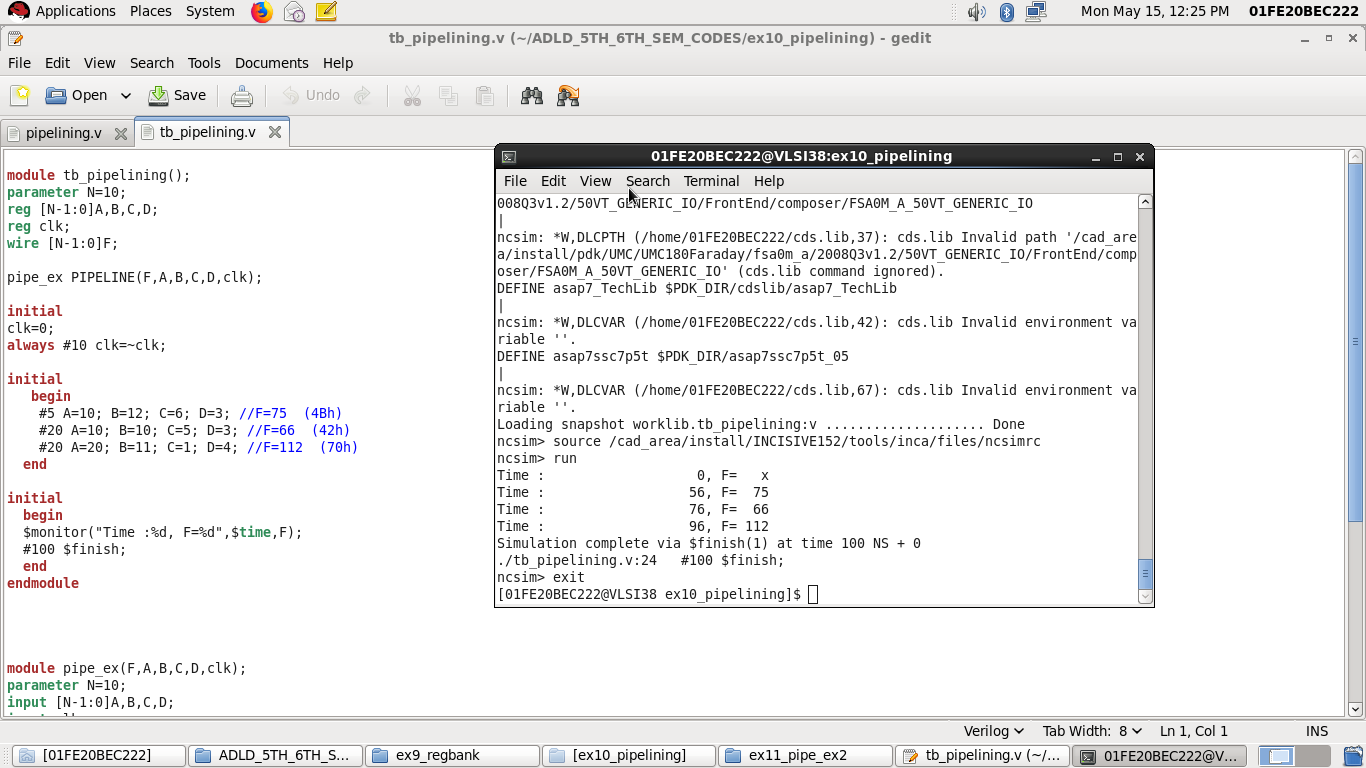 Applications Places System Mon May 15, 12:25 PM 01FE20BEC222
tb_pipelining.v (~/ADLD_5TH_6TH_SEM_CODES/ex10_pipelining) - gedit
File Edit View Search Tools Documents Help
Open Save Undo
pipelining.v tb_pipelining.v
module tb_pipelining();
parameter N=10;
reg [N-1:0]A,B,C,D;
reg clk;
wire [N-1:0]F;
pipe_ex PIPELINE(F,A,B,C,D,clk);
initial
clk=0;
always #10 clk=~clk;
initial
begin
#5 A=10; B=12; C=6; D=3; //F=75 (4Bh)
#20 A=10; B=10; C=5; D=3; //F=66 (42h)
#20 A=20; B=11; C=1; D=4; //F=112 (70h)
end
initial
begin
$monitor("Time :%d, F=%d",$time,F);
#100 $finish;
end
endmodule
module pipe_ex(F,A,B,C,D,clk);
parameter N=10;
input [N-1:0]A,B,C,D;
01FE20BEC222@VLSI38:ex10_pipelining
File Edit View Search Terminal Help
008Q3v1.2/50VT_GENERIC_IO/FrontEnd/composer/FSA0M_A_50VT_GENERIC_IO
|
ncsim: *W,DLCPTH (/home/01FE20BEC222/cds.lib,37): cds.lib Invalid path '/cad_are
a/install/pdk/UMC/UMC180Faraday/fsa0m_a/2008Q3v1.2/50VT_GENERIC_IO/FrontEnd/comp
oser/FSA0M_A_50VT_GENERIC_IO' (cds.lib command ignored).
DEFINE asap7_TechLib $PDK_DIR/cdslib/asap7_TechLib
|
ncsim: *W,DLCVAR (/home/01FE20BEC222/cds.lib,42): cds.lib Invalid environment va
riable ''.
DEFINE asap7ssc7p5t $PDK_DIR/asap7ssc7p5t_05
|
ncsim: *W,DLCVAR (/home/01FE20BEC222/cds.lib,67): cds.lib Invalid environment va
riable ''.
Loading snapshot worklib.tb_pipelining:v .................... Done
ncsim> source /cad_area/install/INCISIVE152/tools/inca/files/ncsimrc
ncsim> run
Time : 0, F= x
Time : 56, F= 75
Time : 76, F= 66
Time : 96, F= 112
Simulation complete via $finish(1) at time 100 NS + 0
./tb_pipelining.v:24 #100 $finish;
ncsim> exit
[01FE20BEC222@VLSI38 ex10_pipelining]$
Verilog Tab Width: 8 Ln 1, Col 1 INS
[01FE20BEC222] ADLD_5TH_6TH_S... ex9_regbank [ex10_pipelining] ex11_pipe_ex2 tb_pipelining.v (~/... 01FE20BEC222@V...